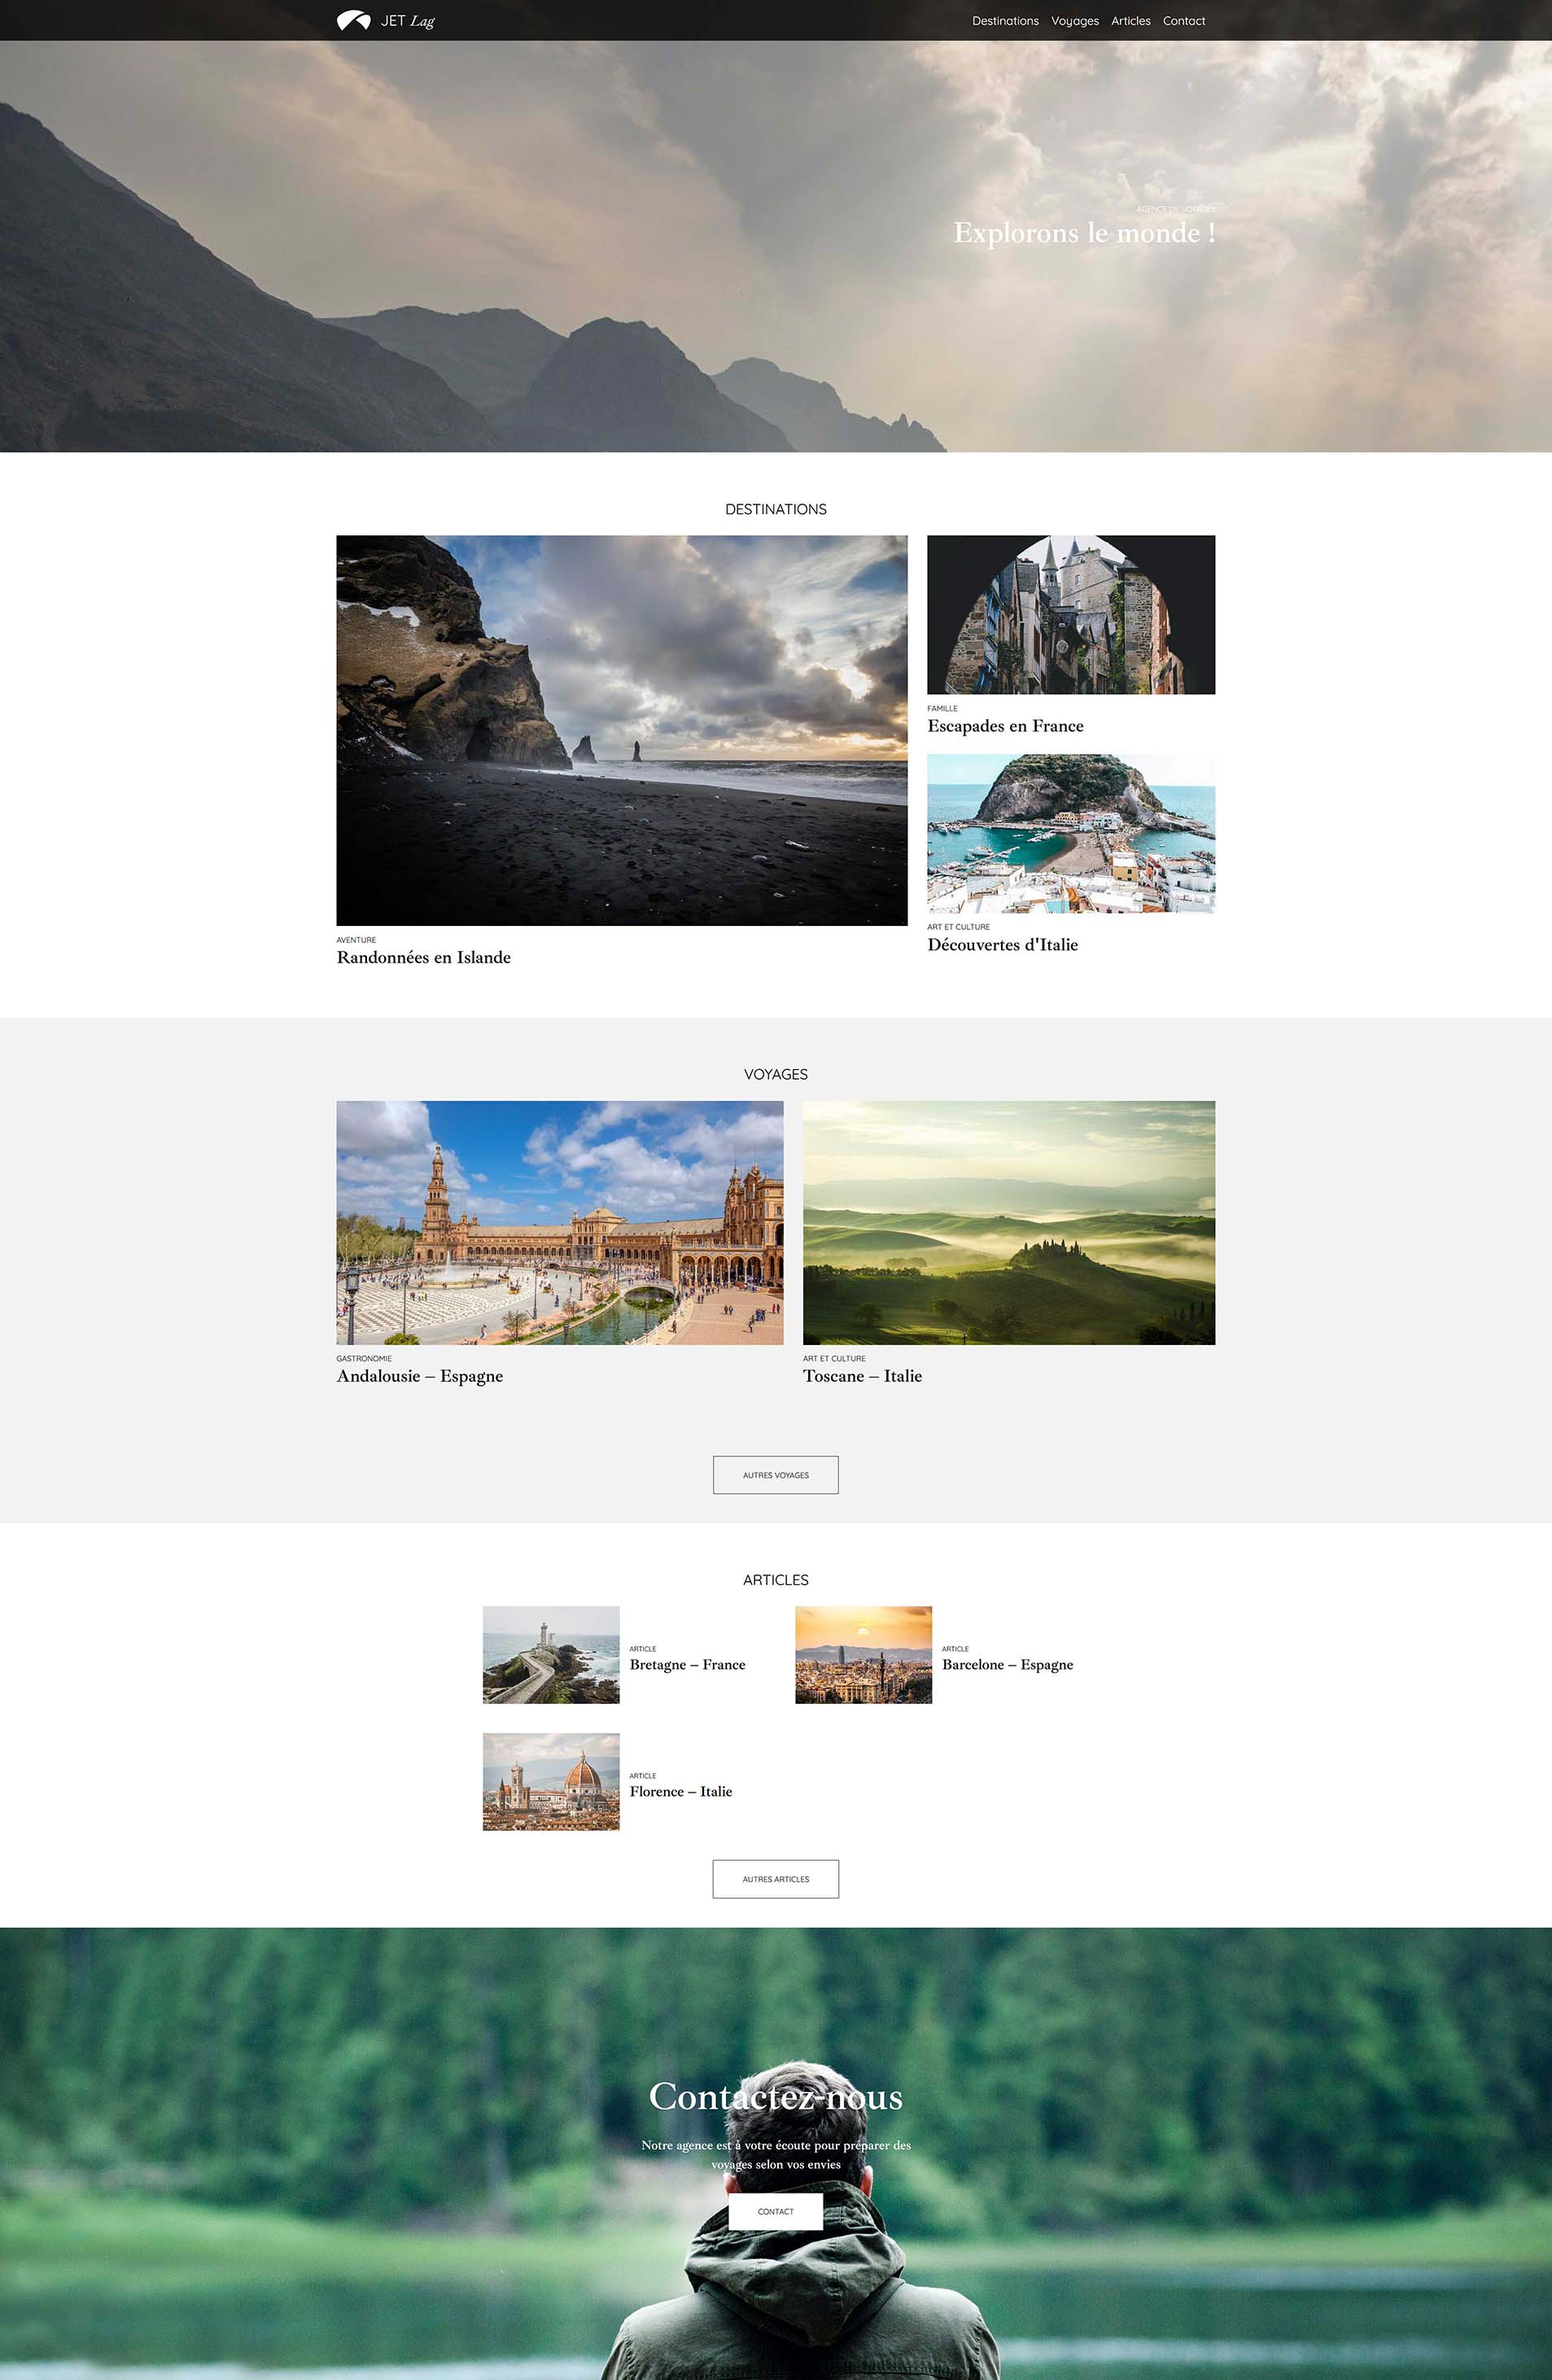 JET Lag
Destinations Voyages Articles Contact
AGENCE DE VOYAGES
Explorons le monde !
DESTINATIONS
AVENTURE
Randonnées en Islande
FAMILLE
Escapades en France
ART ET CULTURE
Découvertes d'Italie
VOYAGES
GASTRONOMIE
Andalousie – Espagne
ART ET CULTURE
Toscane – Italie
AUTRES VOYAGES
ARTICLES
ARTICLE
Bretagne – France
ARTICLE
Barcelone – Espagne
ARTICLE
Florence – Italie
AUTRES ARTICLES
Contactez-nous
Notre agence est à votre écoute pour préparer des
voyages selon vos envies
CONTACT